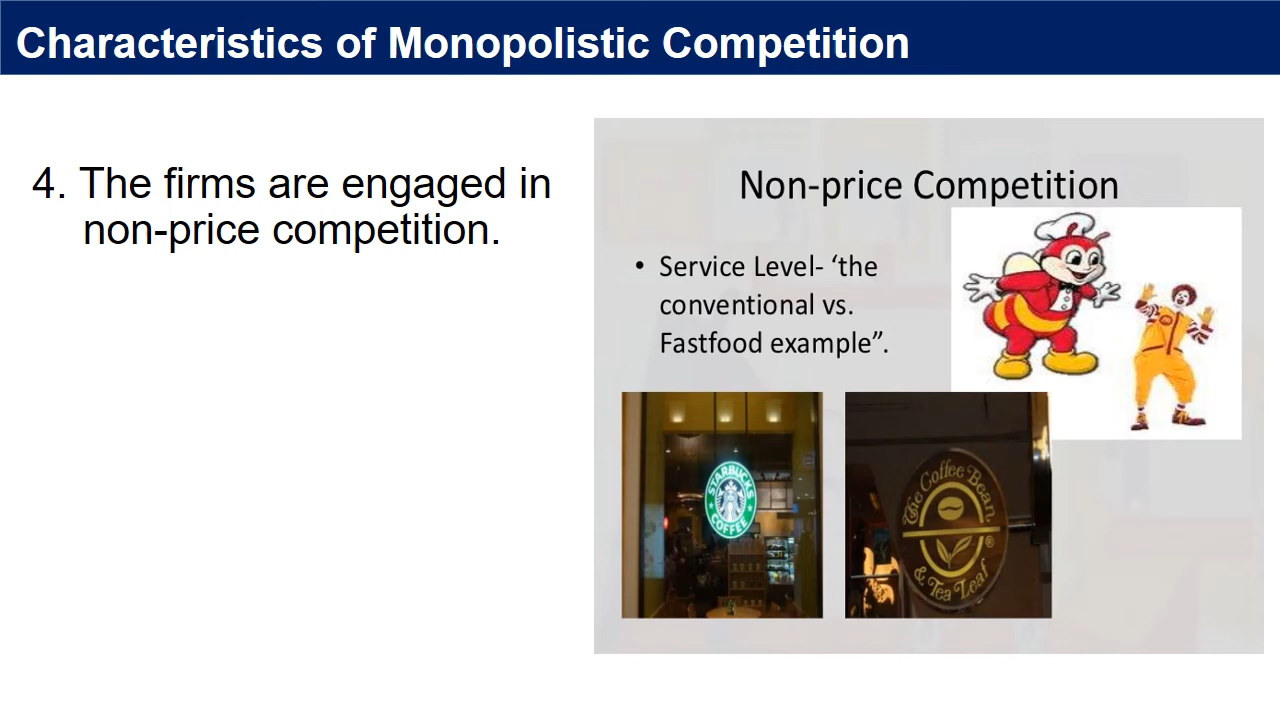 Characteristics of Monopolistic Competition
4. The firms are engaged in
non-price competition.
Non-price Competition
• Service Level- ‘the
conventional vs.
Fastfood example”.
STARBUCKS
COFFEE
The Coffee Bean
®
& Tea Leaf